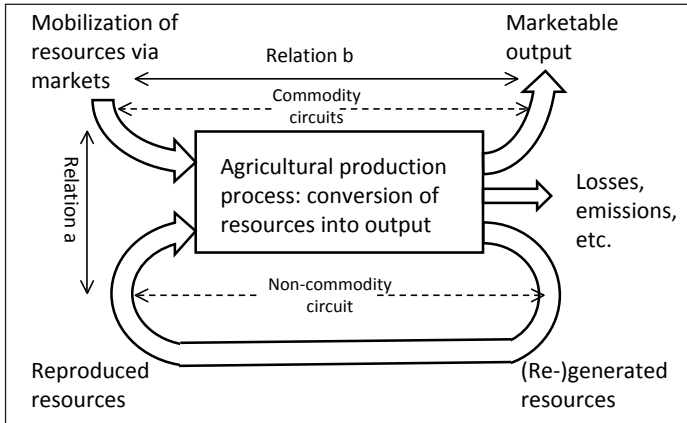 Mobilization of
resources via
markets
Marketable
output
Relation b
Commodity
circuits
Relation a
Agricultural production
process: conversion of
resources into output
Losses,
emissions,
etc.
Non-commodity
circuit
Reproduced
resources
(Re-)generated
resources